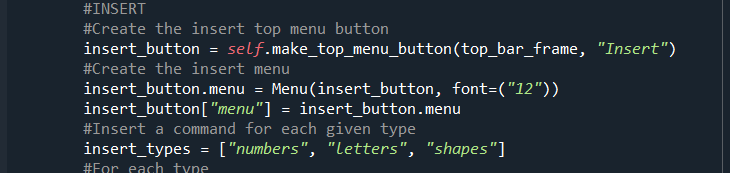 #INSERT
#Create the insert top menu button
insert_button = self.make_top_menu_button(top_bar_frame, "Insert")
#Create the insert menu
insert_button.menu = Menu(insert_button, font=("12"))
insert_button["menu"] = insert_button.menu
#Insert a command for each given type
insert_types = ["numbers", "letters", "shapes"]
#For each type